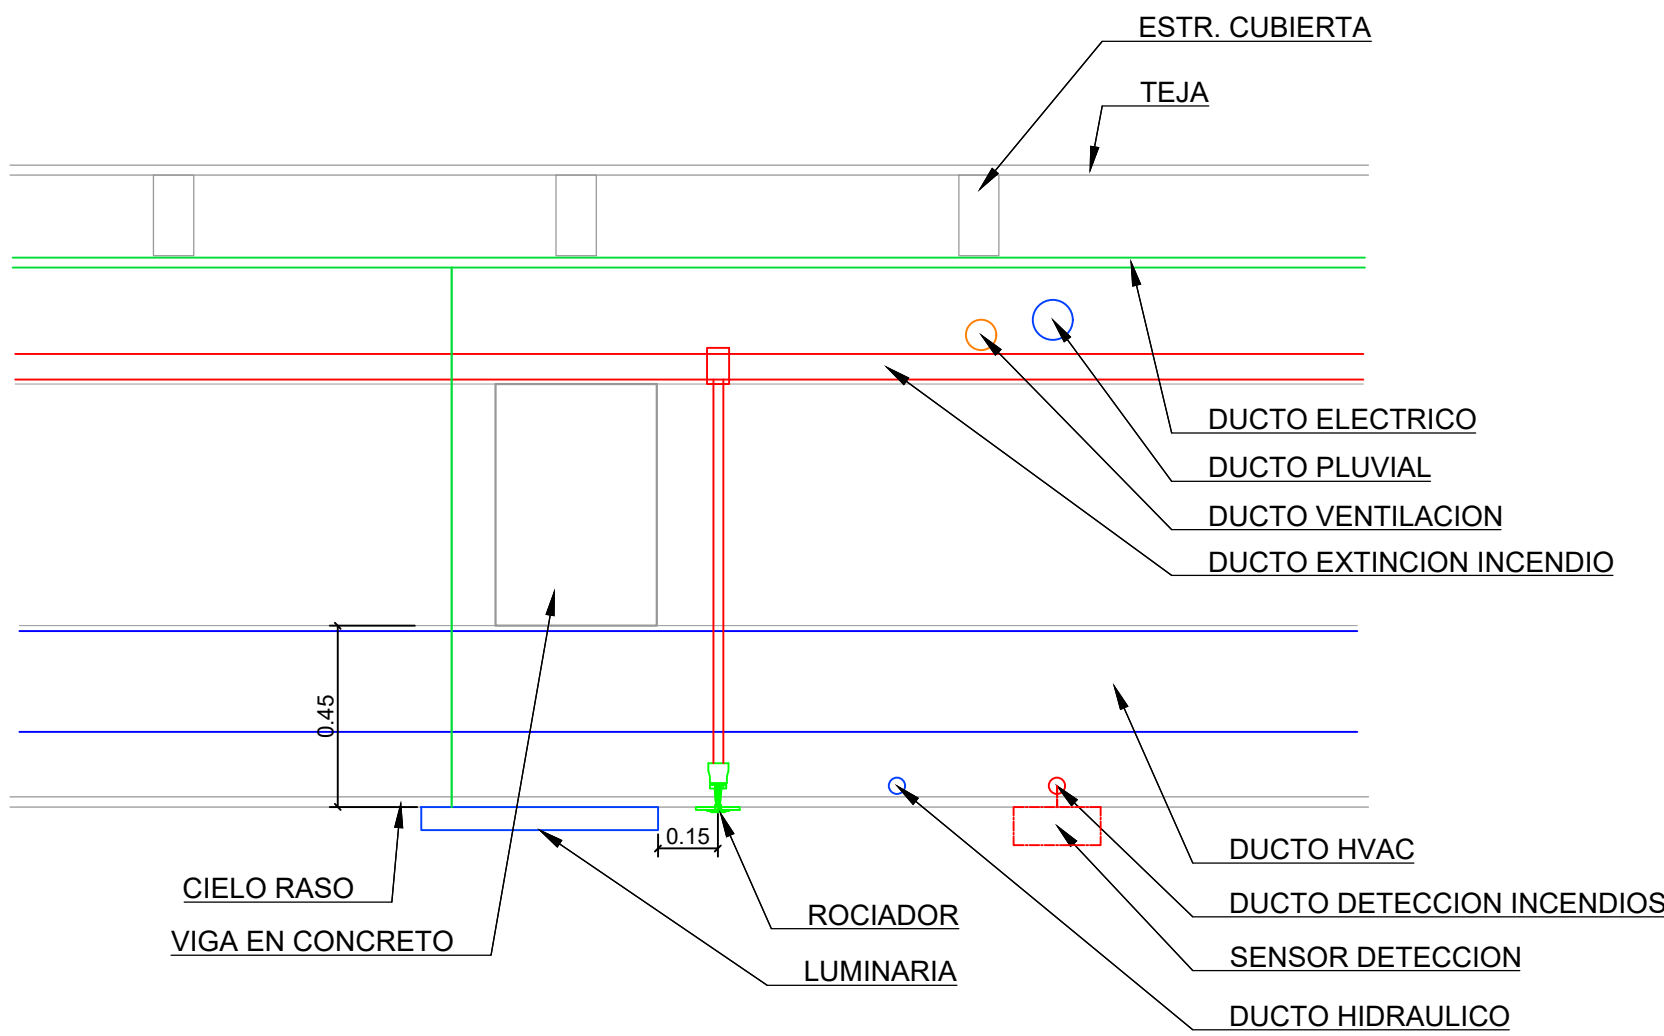 ESTR. CUBIERTA
TEJA
DUCTO ELECTRICO
DUCTO PLUVIAL
DUCTO VENTILACION
DUCTO EXTINCION INCENDIO
0.45
0.15
DUCTO HVAC
CIELO RASO
DUCTO DETECCION INCENDIOS
ROCIADOR
VIGA EN CONCRETO
SENSOR DETECCION
LUMINARIA
DUCTO HIDRAULICO